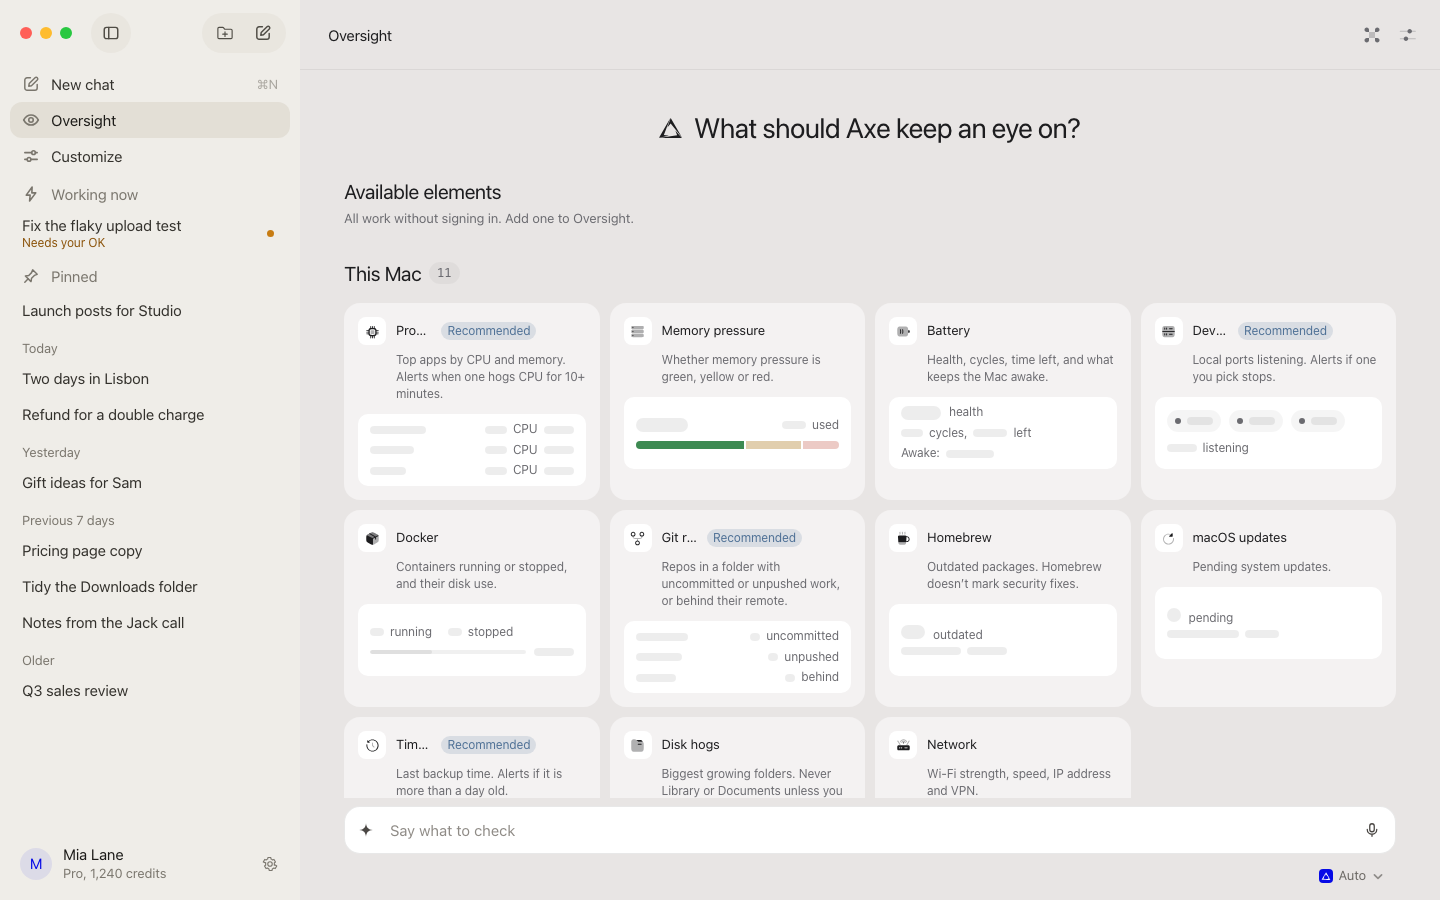 Oversight
New chat
⌘N
Oversight
Customize
Working now
Fix the flaky upload test
Needs your OK
Pinned
Launch posts for Studio
Today
Two days in Lisbon
Refund for a double charge
Yesterday
Gift ideas for Sam
Previous 7 days
Pricing page copy
Tidy the Downloads folder
Notes from the Jack call
Older
Q3 sales review
M
Mia Lane
Pro, 1,240 credits
What should Axe keep an eye on?
Available elements
All work without signing in. Add one to Oversight.
This Mac 11
Pro... Recommended
Top apps by CPU and memory.
Alerts when one hogs CPU for 10+
minutes.
CPU
CPU
CPU
Memory pressure
Whether memory pressure is
green, yellow or red.
used
Battery
Health, cycles, time left, and what
keeps the Mac awake.
health
cycles, left
Awake:
Dev... Recommended
Local ports listening. Alerts if one
you pick stops.
listening
Docker
Containers running or stopped,
and their disk use.
running stopped
Git r... Recommended
Repos in a folder with
uncommitted or unpushed work,
or behind their remote.
uncommitted
unpushed
behind
Homebrew
Outdated packages. Homebrew
doesn't mark security fixes.
outdated
macOS updates
Pending system updates.
pending
Tim... Recommended
Last backup time. Alerts if it is
more than a day old.
Disk hogs
Biggest growing folders. Never
Library or Documents unless you
Network
Wi-Fi strength, speed, IP address
and VPN.
Say what to check
Auto